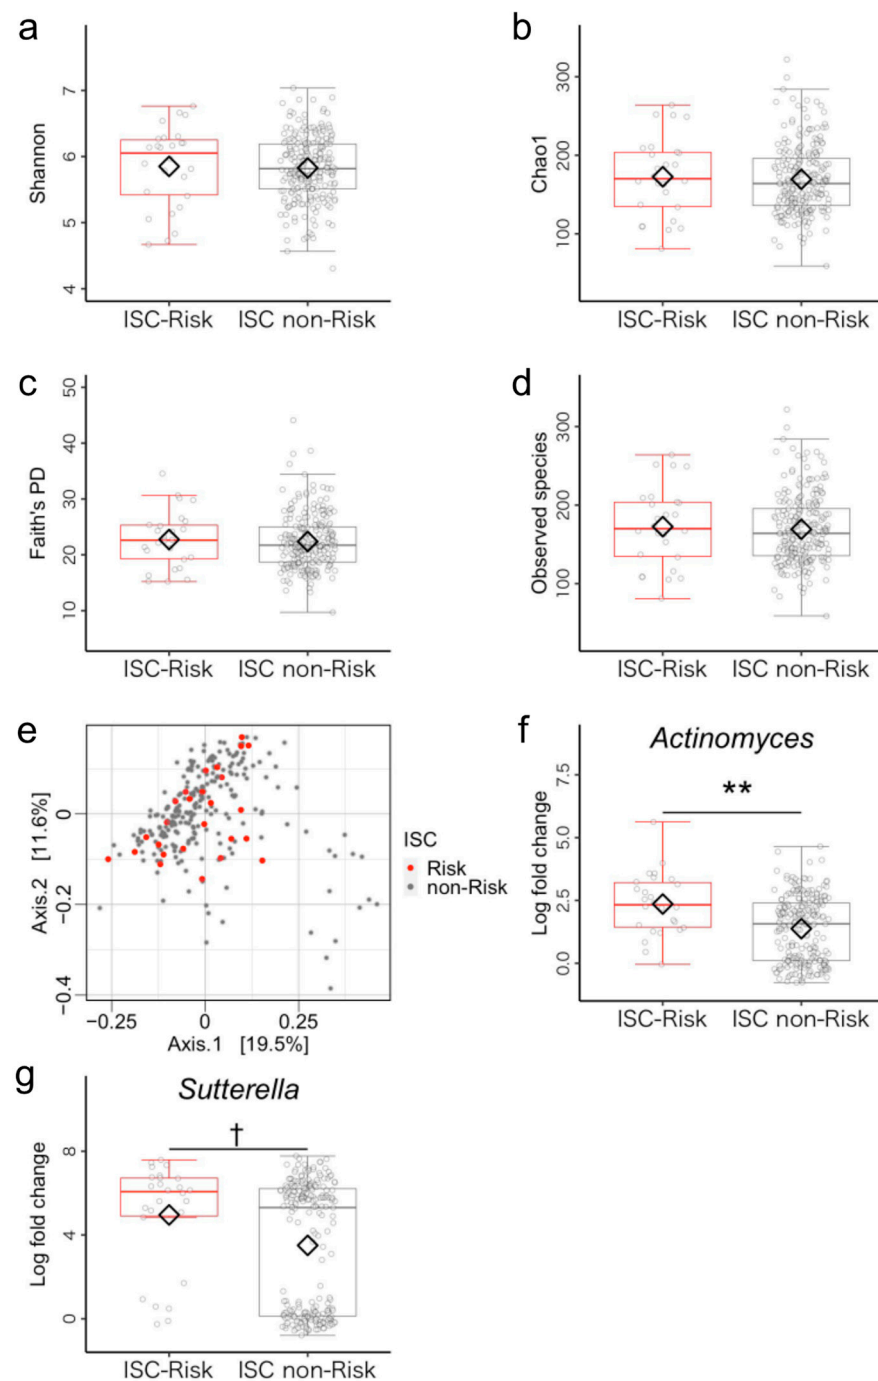 a
Shannon
7
6
5
4
ISC-Risk ISC non-Risk
b
Chao1
300
200
100
ISC-Risk ISC non-Risk
c
Faith's PD
50
40
30
20
10
ISC-Risk ISC non-Risk
d
Observed species
300
200
100
ISC-Risk ISC non-Risk
e
Axis.2 [11.6%]
0
−0.2
−0.4
−0.25 0 0.25
Axis.1 [19.5%]
ISC
Risk
non-Risk
f
Actinomyces
**
Log fold change
7.5
5.0
2.5
0.0
ISC-Risk ISC non-Risk
g
Sutterella
†
Log fold change
8
4
0
ISC-Risk ISC non-Risk